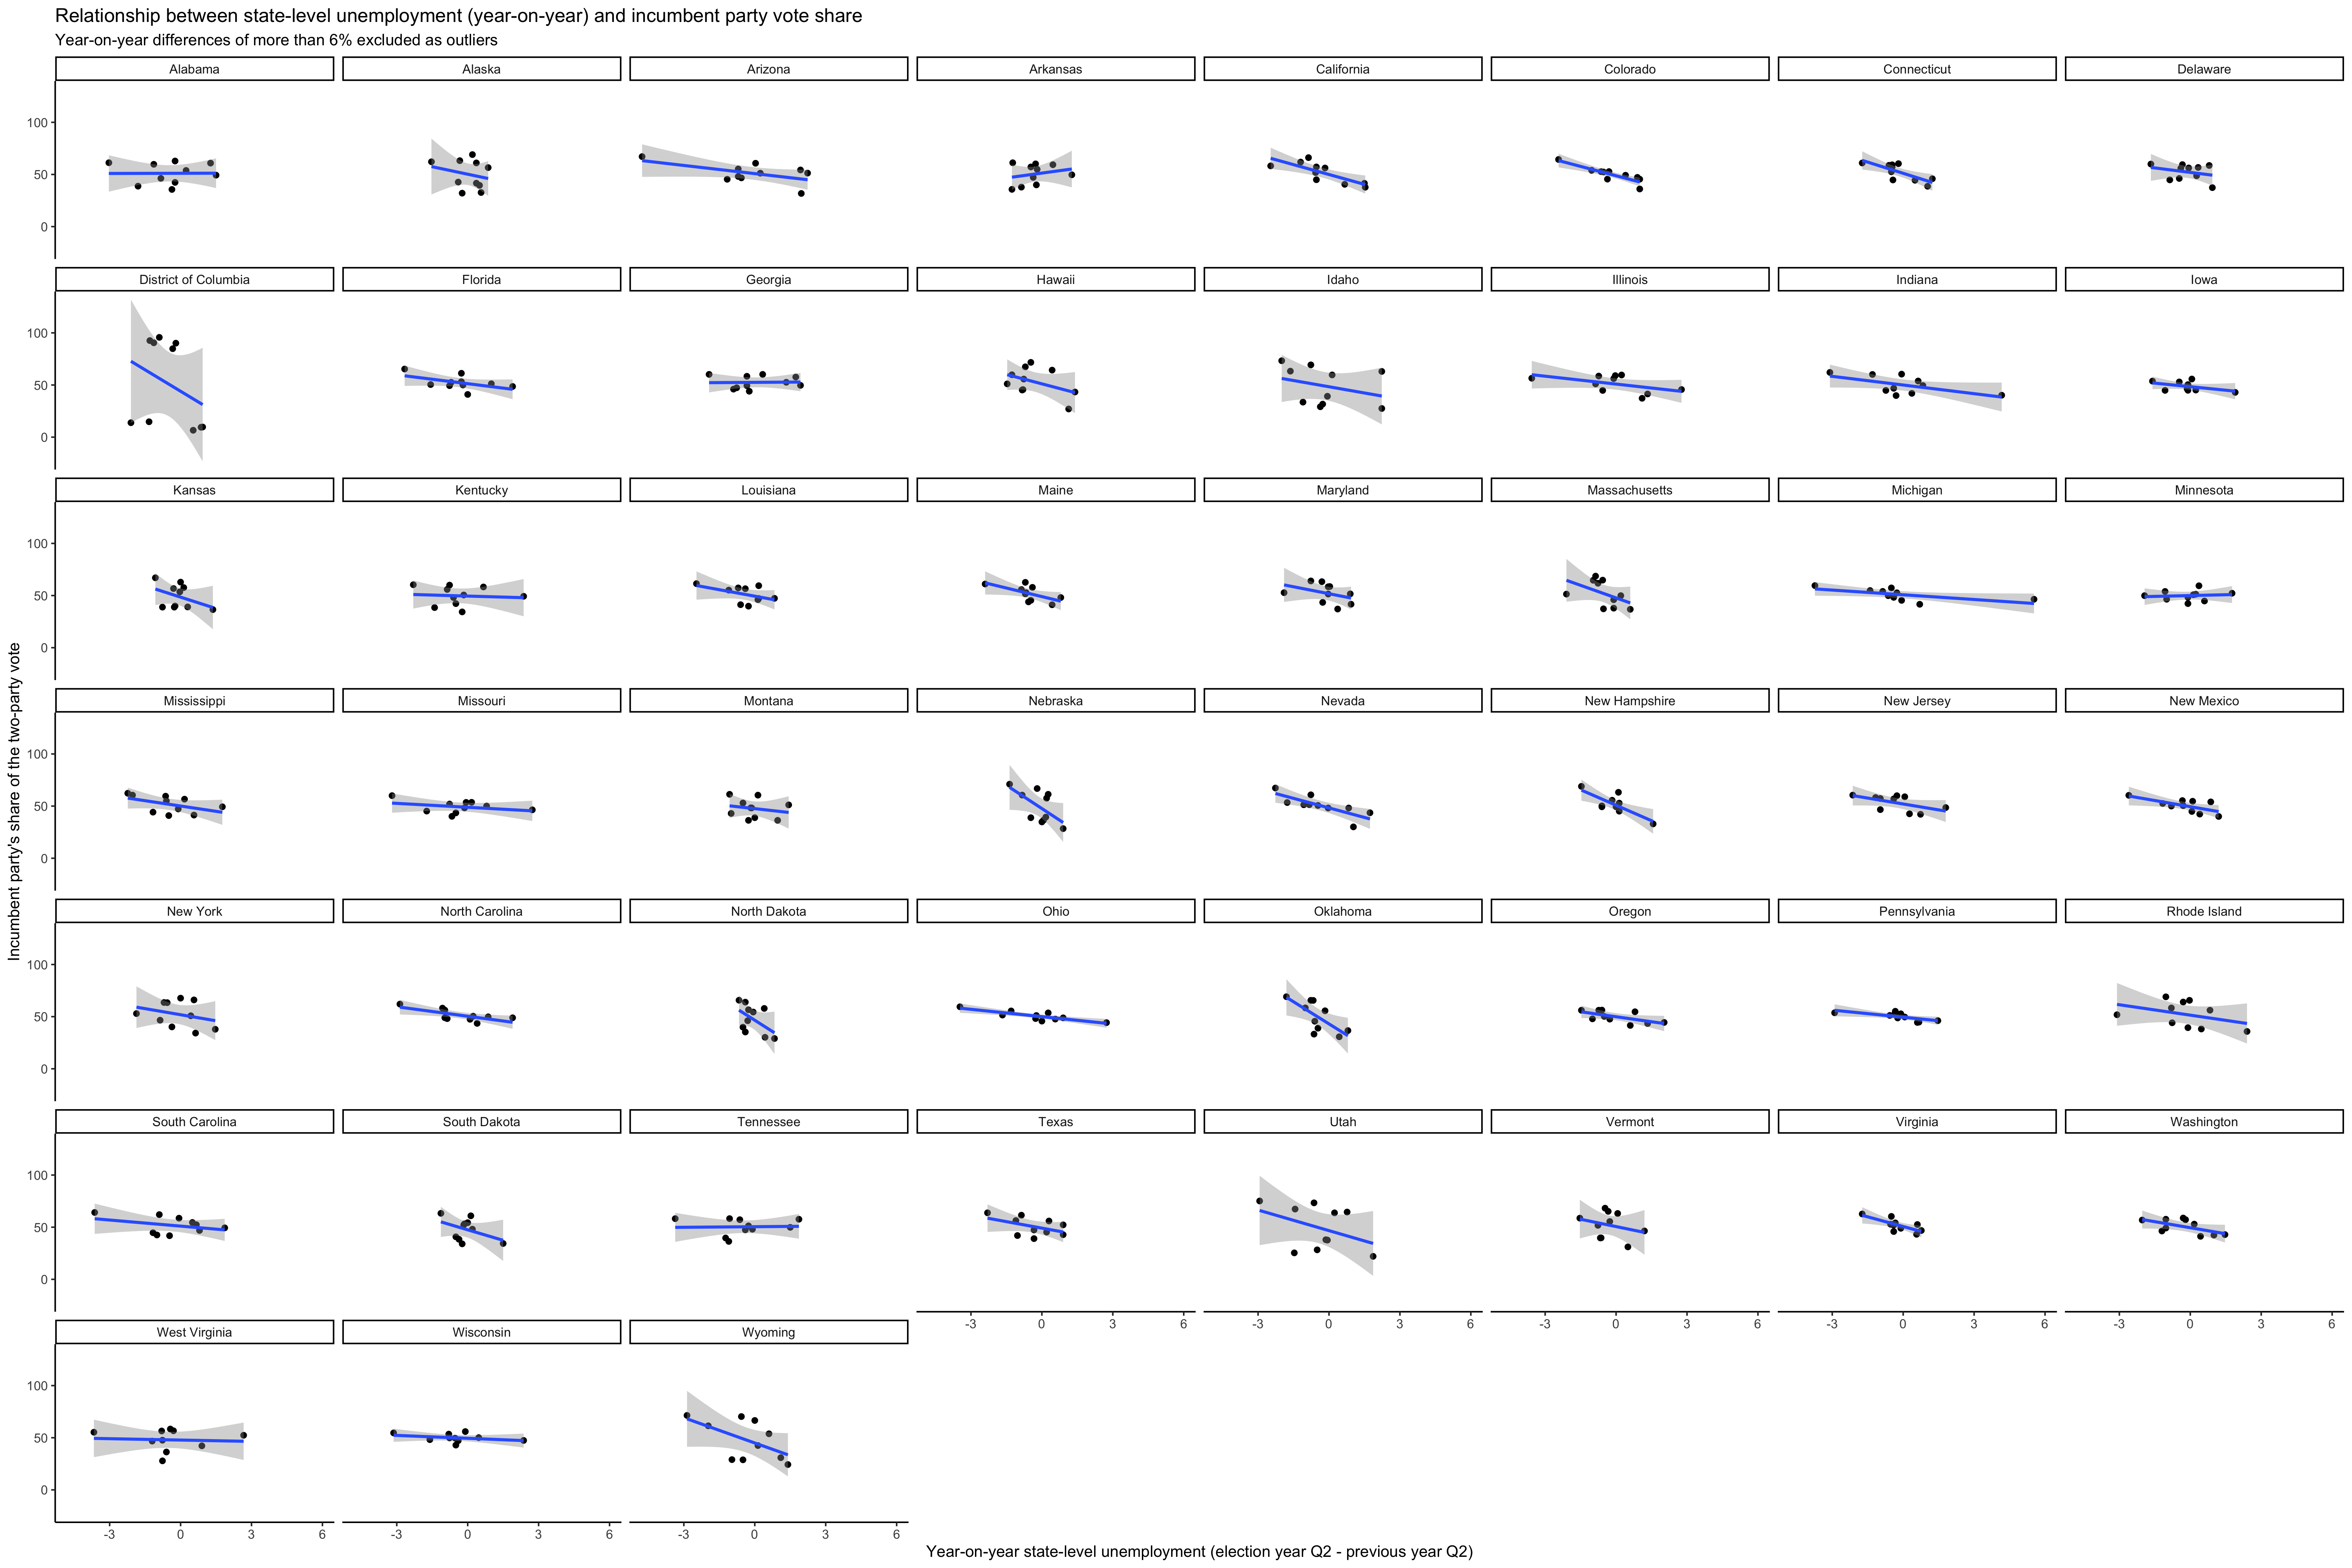 Relationship between state-level unemployment (year-on-year) and incumbent party vote share
Year-on-year differences of more than 6% excluded as outliers
Alabama Alaska Arizona Arkansas California Colorado Connecticut Delaware
100
50
0
District of Columbia Florida Georgia Hawaii Idaho Illinois Indiana Iowa
100
50
0
Kansas Kentucky Louisiana Maine Maryland Massachusetts Michigan Minnesota
100
50
0
Mississippi Missouri Montana Nebraska Nevada New Hampshire New Jersey New Mexico
100
50
0
New York North Carolina North Dakota Ohio Oklahoma Oregon Pennsylvania Rhode Island
100
50
0
South Carolina South Dakota Tennessee Texas Utah Vermont Virginia Washington
100
50
0
-3 0 3 6 -3 0 3 6 -3 0 3 6 -3 0 3 6 -3 0 3 6
West Virginia Wisconsin Wyoming
100
50
0
-3 0 3 6 -3 0 3 6 -3 0 3 6
Incumbent party's share of the two-party vote
Year-on-year state-level unemployment (election year Q2 - previous year Q2)